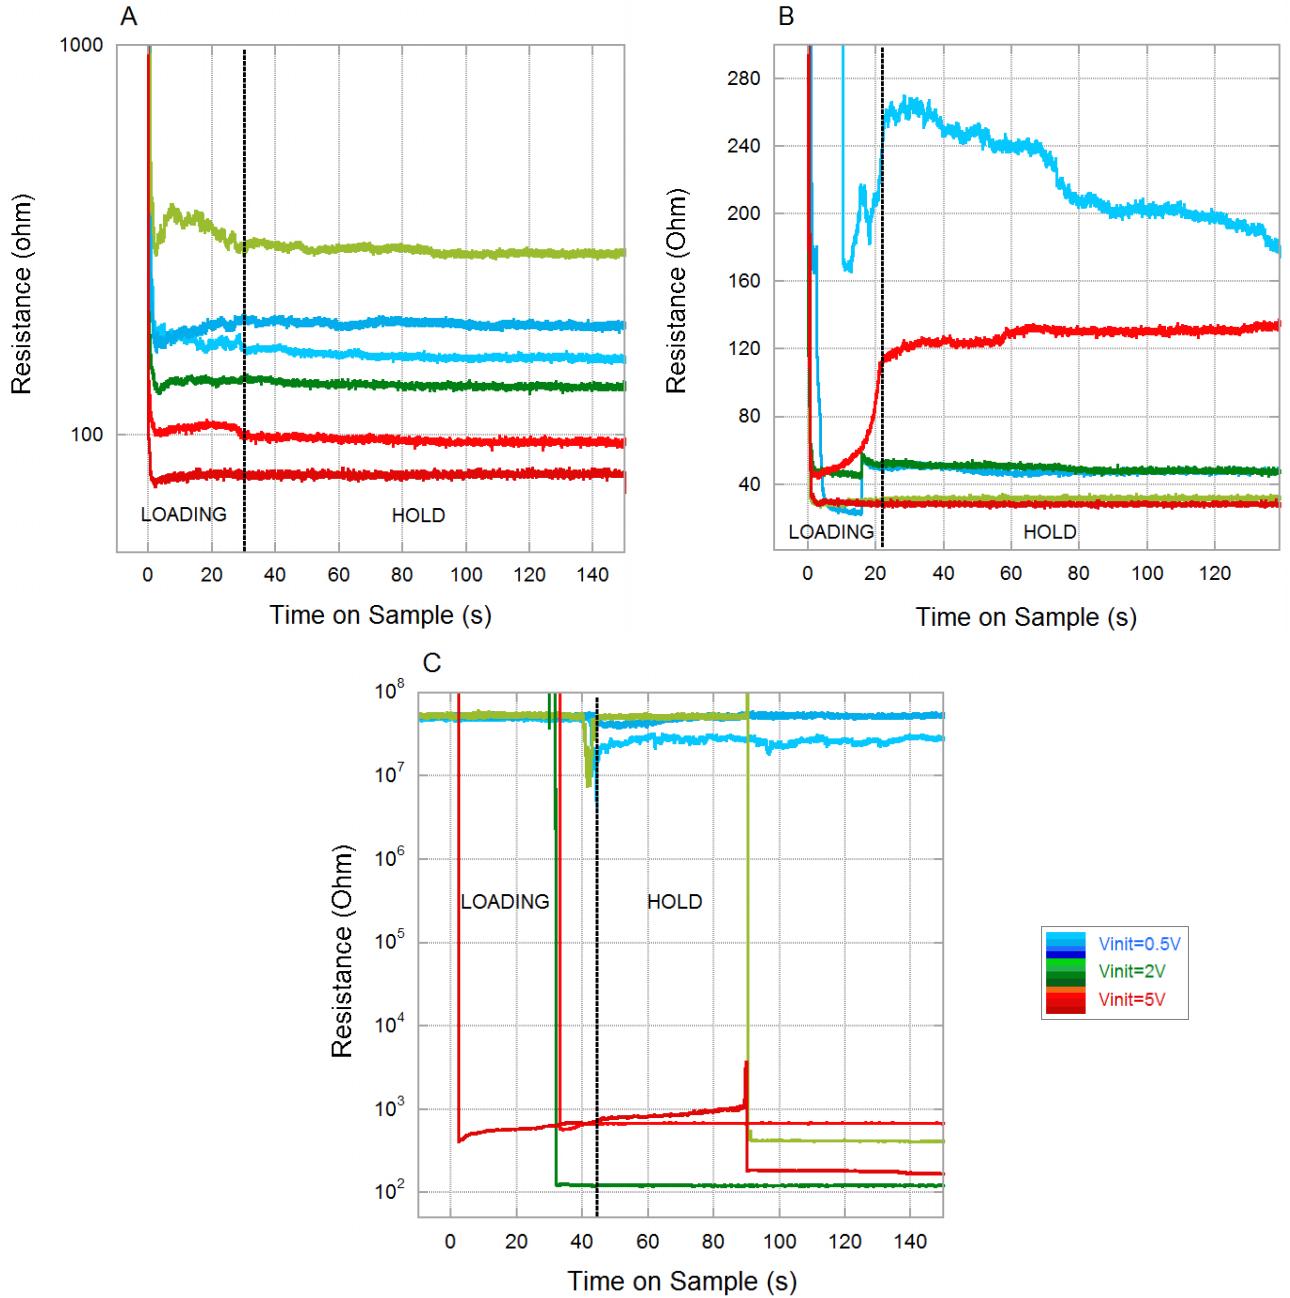 A
1000
100
Resistance (ohm)
LOADING
HOLD
0 20 40 60 80 100 120 140
Time on Sample (s)
B
280
240
200
160
120
80
40
Resistance (Ohm)
LOADING
HOLD
0 20 40 60 80 100 120
Time on Sample (s)
C
10^8
10^7
10^6
10^5
10^4
10^3
10^2
Resistance (Ohm)
LOADING
HOLD
0 20 40 60 80 100 120 140
Time on Sample (s)
Vinit=0.5V
Vinit=2V
Vinit=5V